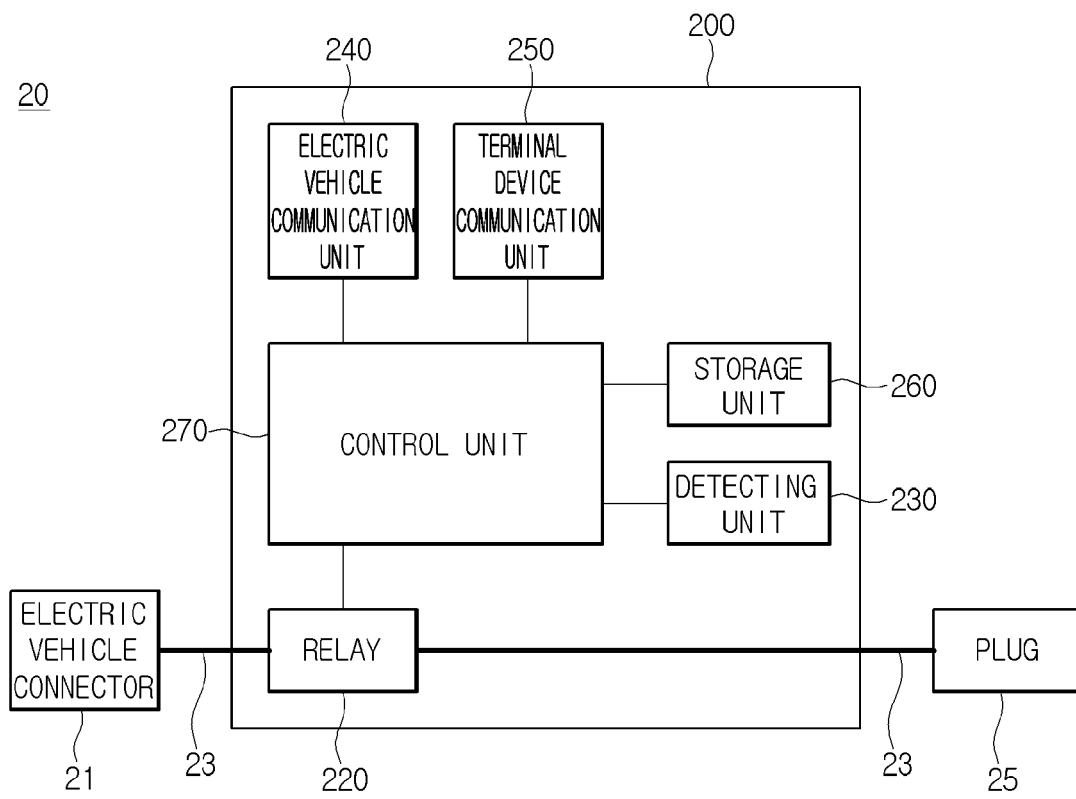 240
250
200
20
ELECTRIC
VEHICLE
COMMUNICATION
UNIT
TERMINAL
DEVICE
COMMUNICATION
UNIT
STORAGE
UNIT
260
270
CONTROL UNIT
DETECTING
UNIT
230
ELECTRIC
VEHICLE
CONNECTOR
RELAY
PLUG
21
23
220
23
25